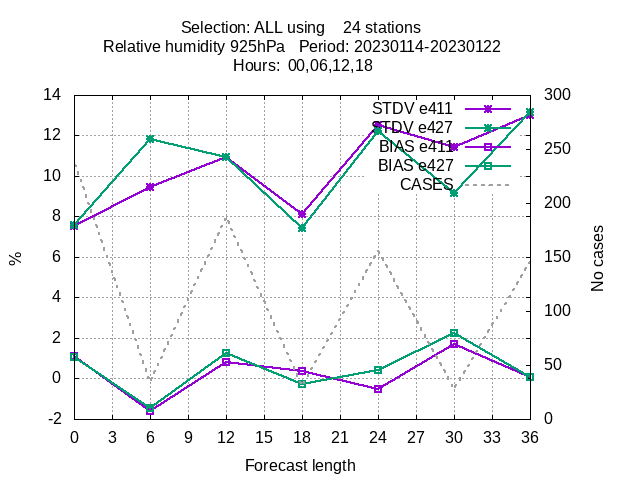 Selection: ALL using    24 stations
Relative humidity 925hPa   Period: 20230114-20230122
Hours:  00,06,12,18
14
12
10
8
6
4
2
0
-2
%
300
250
200
150
100
50
0
No cases
STDV e411
STDV e427
BIAS e411
BIAS e427
CASES
0 3 6 9 12 15 18 21 24 27 30 33 36
Forecast length